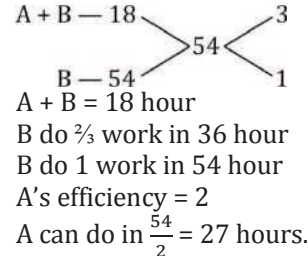 A + B — 18
3
54
B — 54
1
A + B = 18 hour
B do ⅔ work in 36 hour
B do 1 work in 54 hour
A's efficiency = 2
A can do in 54/2 = 27 hours.